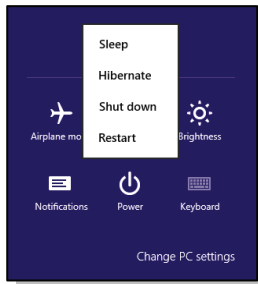 Sleep
Hibernate
Shut down
Restart
Airplane mo
Brightness
Notifications
Power
Keyboard
Change PC settings